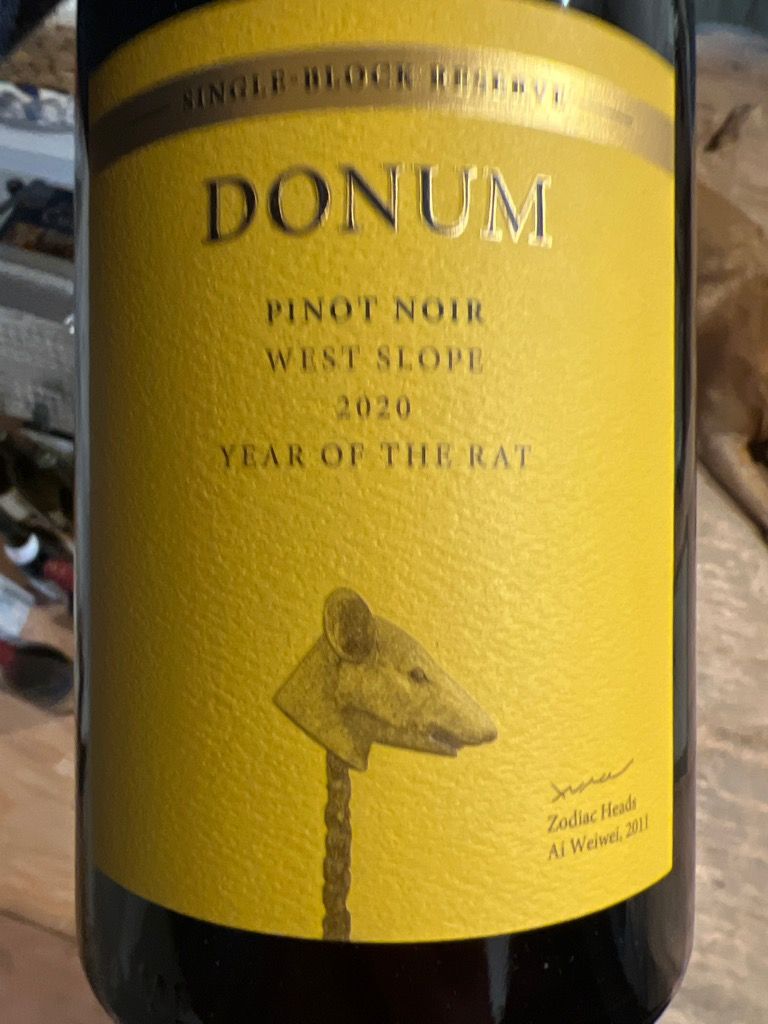 SINGLE-BLOCK RESERVE
DONUM
PINOT NOIR
WEST SLOPE
2020
YEAR OF THE RAT
Zodiac Heads
Ai Weiwei, 2011